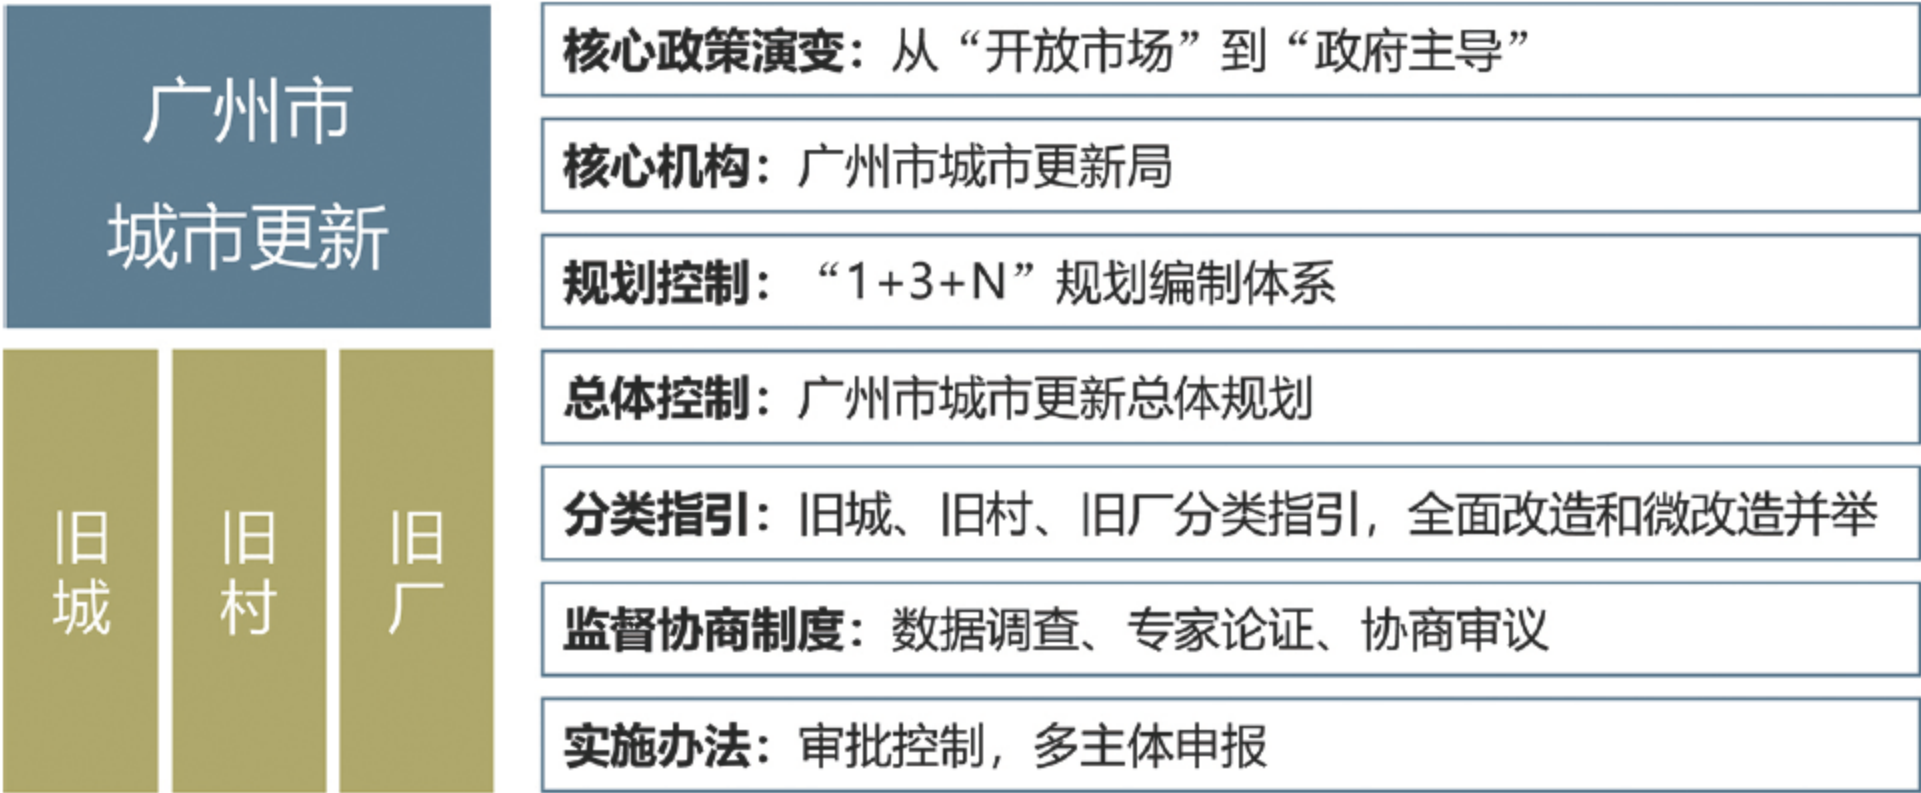 广州市
城市更新
旧城
旧村
旧厂
核心政策演变：从“开放市场”到“政府主导”
核心机构：广州市城市更新局
规划控制：“1+3+N”规划编制体系
总体控制：广州市城市更新总体规划
分类指引：旧城、旧村、旧厂分类指引，全面改造和微改造并举
监督协商制度：数据调查、专家论证、协商审议
实施办法：审批控制，多主体申报